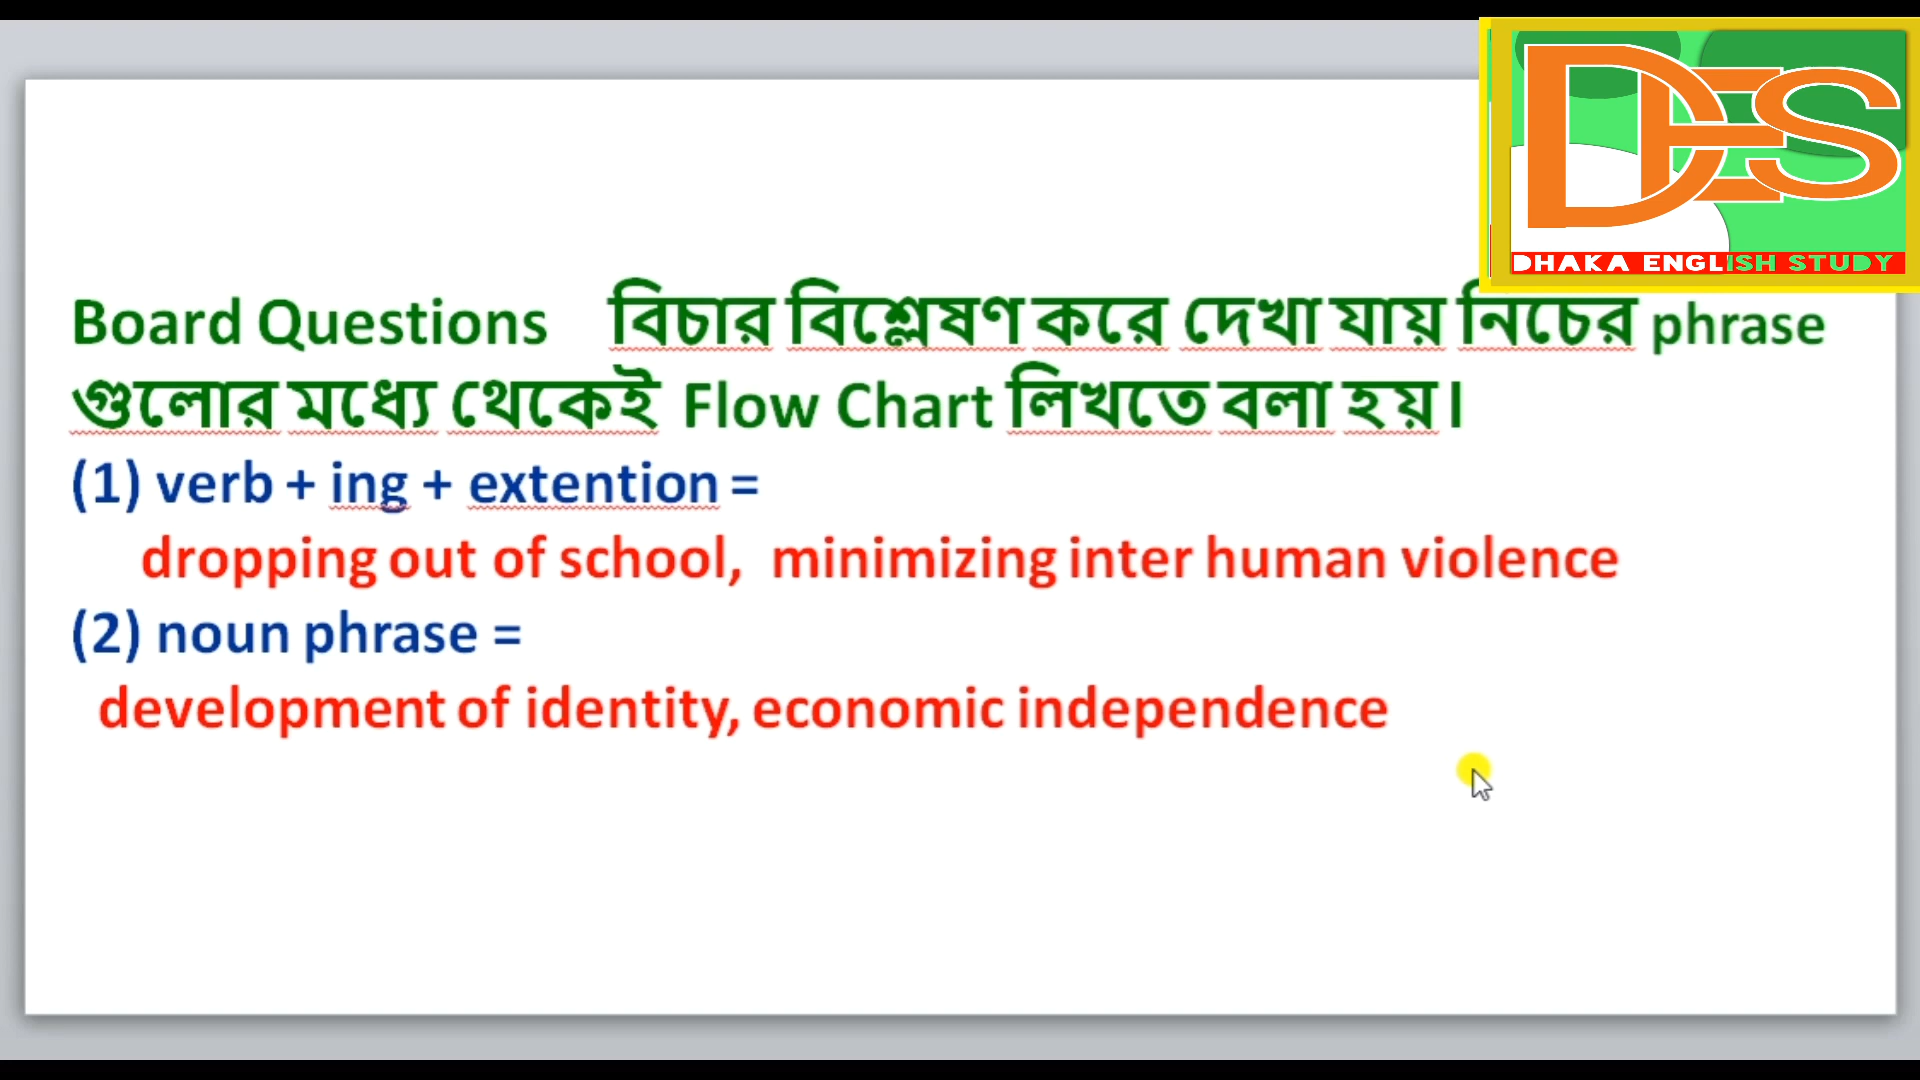 DES
DHAKA ENGLISH STUDY
Board Questions বিচার বিশ্লেষণ করে দেখা যায় নিচের phrase
গুলোর মধ্যে থেকেই Flow Chart লিখতে বলা হয়।
(1) verb + ing + extention =
dropping out of school, minimizing inter human violence
(2) noun phrase =
development of identity, economic independence